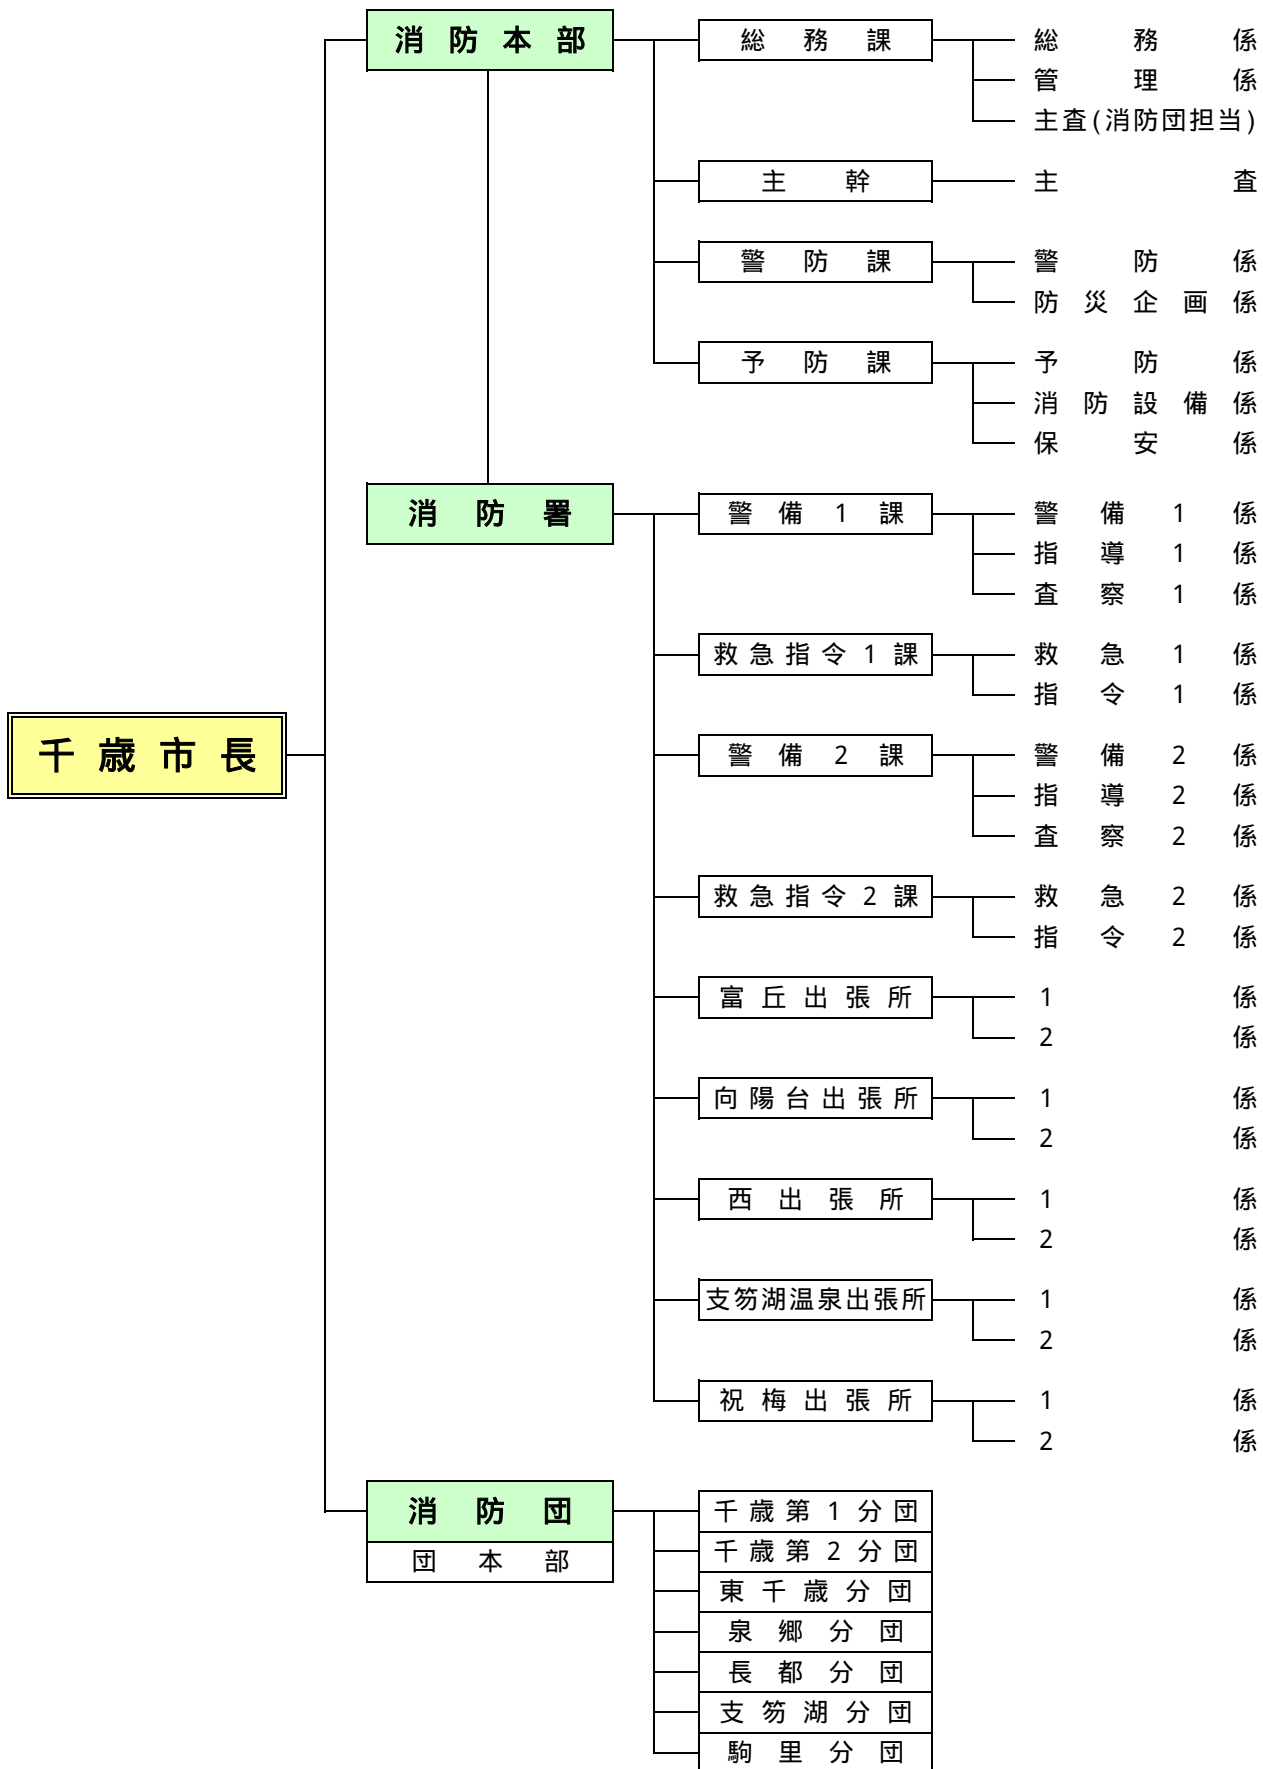 消防本部 総務課 総務係
管理係
主査(消防団担当)
主幹 主査
警防課 警防係
防災企画係
予防課 予防係
消防設備係
保安係
消防署 警備1課 警備1係
指導1係
査察1係
救急指令1課 救急1係
指令1係
千歳市長 警備2課 警備2係
指導2係
査察2係
救急指令2課 救急2係
指令2係
富丘出張所 1係
2係
向陽台出張所 1係
2係
西出張所 1係
2係
支笏湖温泉出張所 1係
2係
祝梅出張所 1係
2係
消防団 千歳第1分団
団本部 千歳第2分団
東千歳分団
泉郷分団
長都分団
支笏湖分団
駒里分団